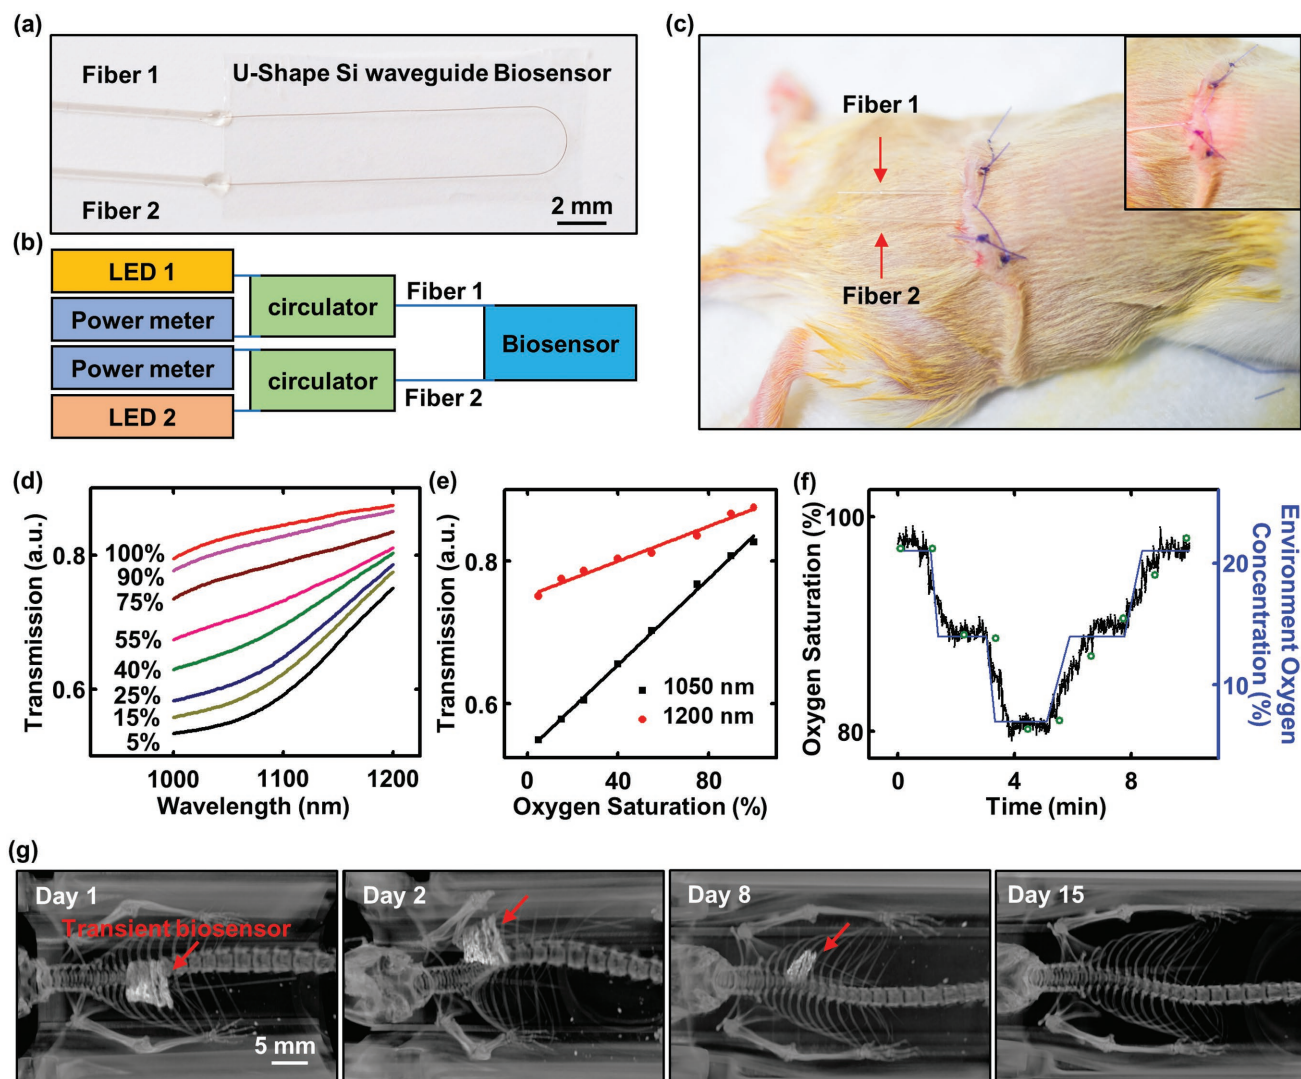 (a)
Fiber 1
U-Shape Si waveguide Biosensor
Fiber 2
2 mm
(b)
LED 1
Power meter
Power meter
LED 2
circulator
circulator
Fiber 1
Fiber 2
Biosensor
(c)
Fiber 1
Fiber 2
(d)
Transmission (a.u.)
0.8
0.6
100%
90%
75%
55%
40%
25%
15%
5%
1000
1100
1200
Wavelength (nm)
(e)
Transmission (a.u.)
0.8
0.6
1050 nm
1200 nm
0
40
80
Oxygen Saturation (%)
(f)
Oxygen Saturation (%)
100
90
80
0
4
8
Time (min)
20
10
Environment Oxygen
Concentration (%)
(g)
Day 1
Transient biosensor
5 mm
Day 2
Day 8
Day 15